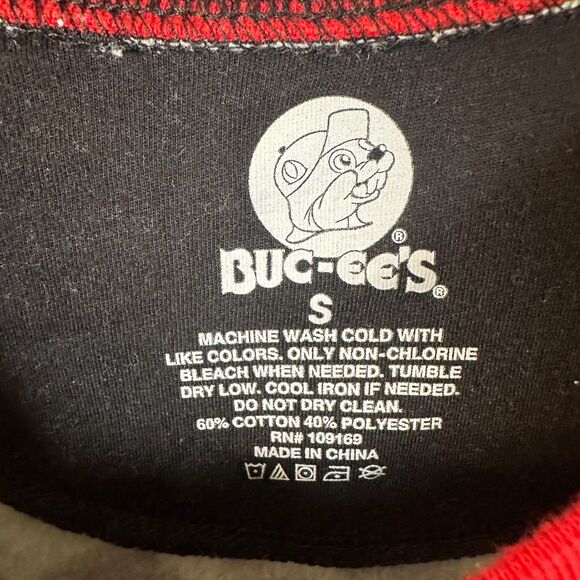 ®
BUC-EE'S®
S
MACHINE WASH COLD WITH
LIKE COLORS. ONLY NON-CHLORINE
BLEACH WHEN NEEDED. TUMBLE
DRY LOW. COOL IRON IF NEEDED.
DO NOT DRY CLEAN.
60% COTTON 40% POLYESTER
RN# 109169
MADE IN CHINA